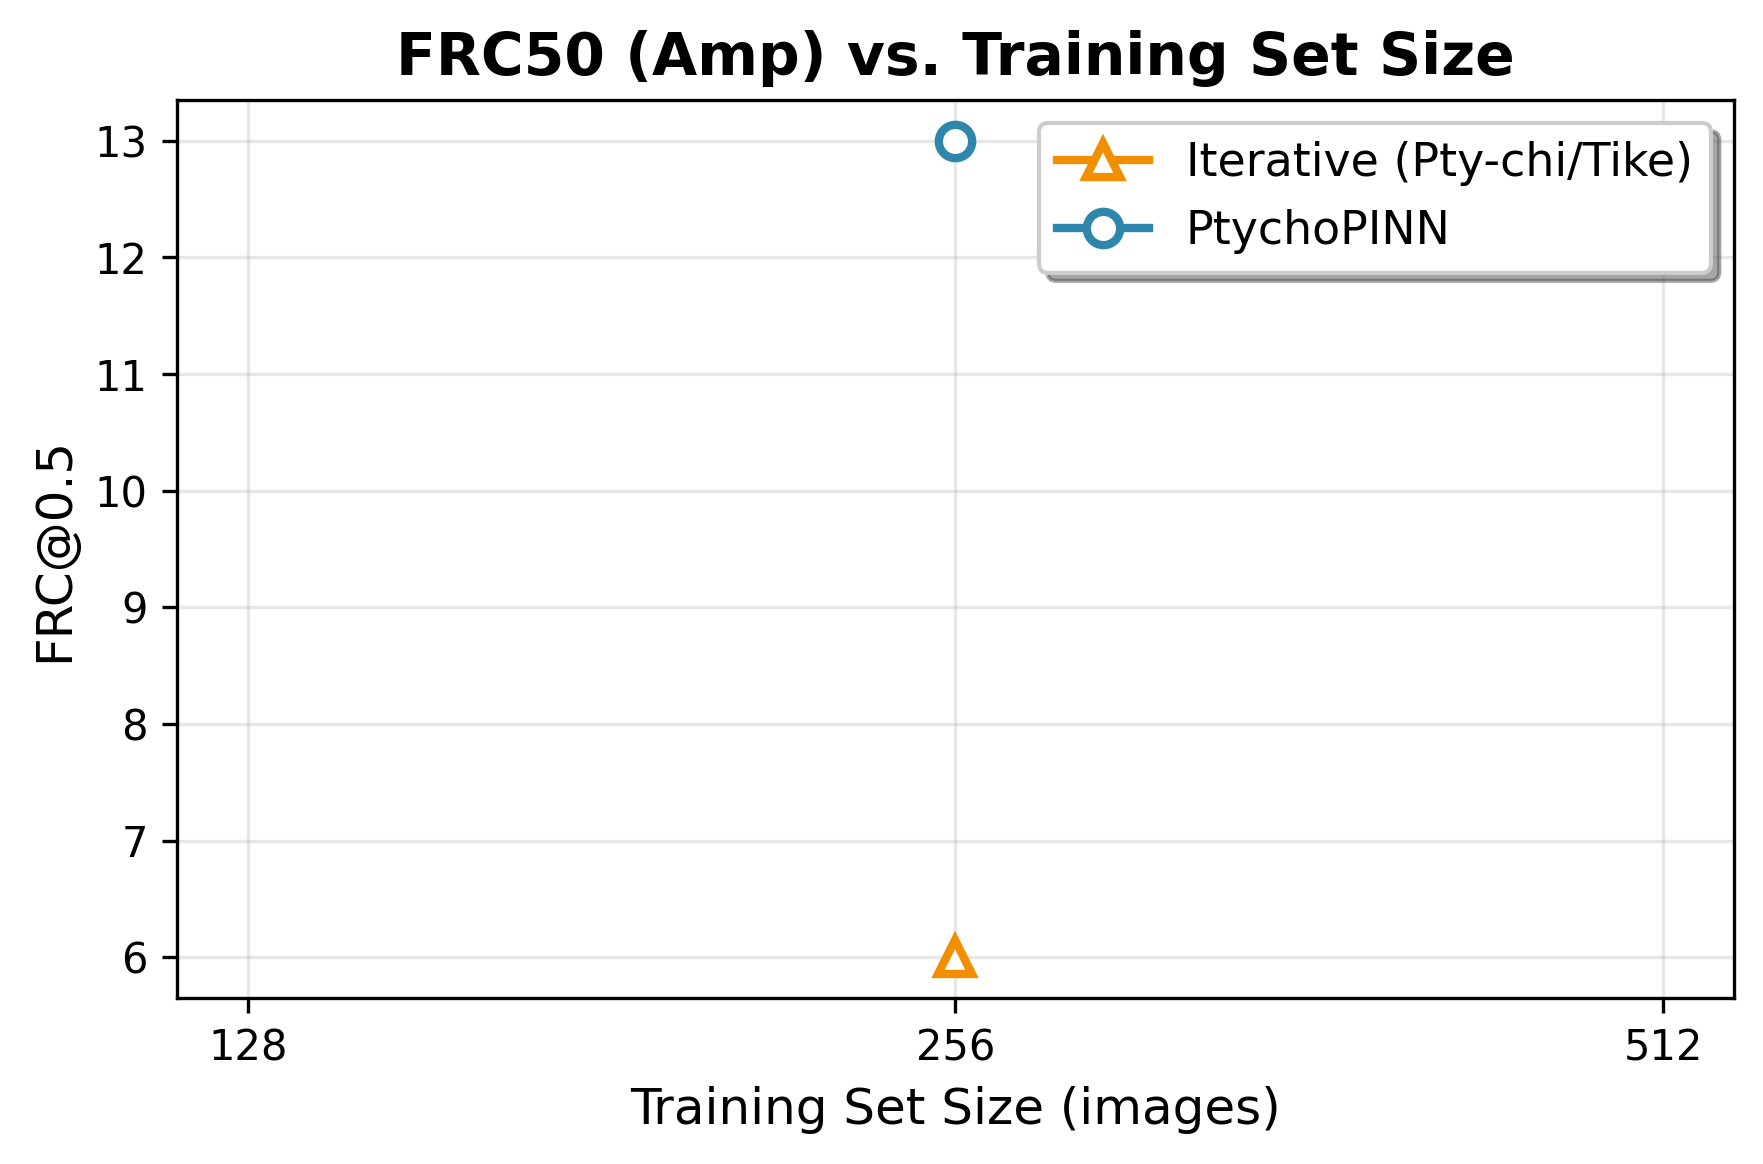 FRC50 (Amp) vs. Training Set Size
Iterative (Pty-chi/Tike)
PtychoPINN
FRC@0.5
13
12
11
10
9
8
7
6
128
256
512
Training Set Size (images)